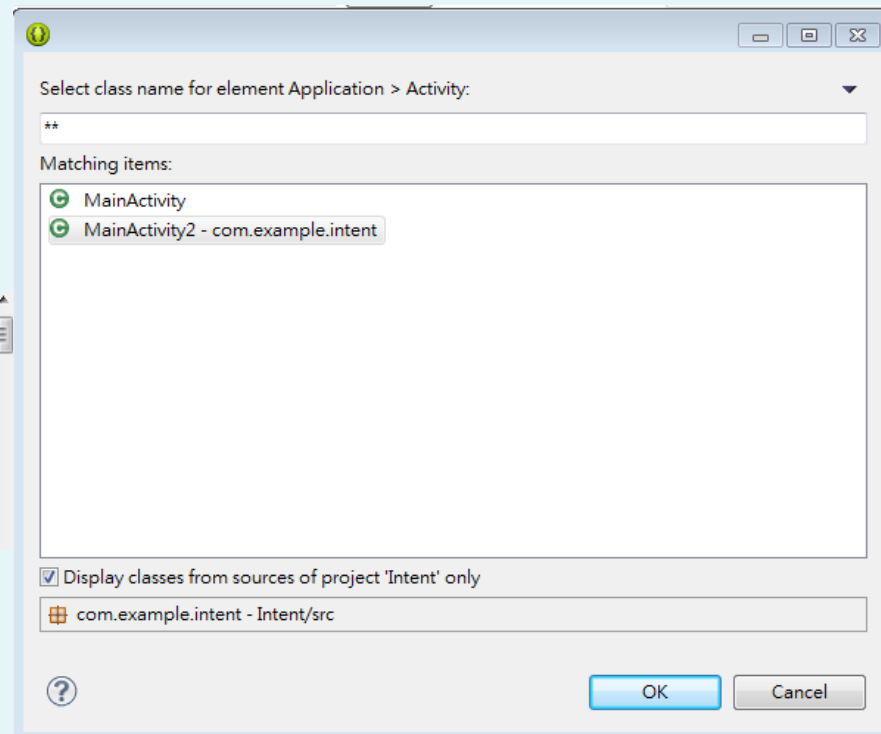 Select class name for element Application > Activity:
**
Matching items:
MainActivity
MainActivity2 - com.example.intent
Display classes from sources of project 'Intent' only
com.example.intent - Intent/src
OK Cancel